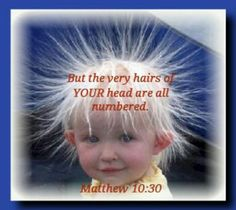 But the very hairs of
YOUR head are all
numbered.
Matthew 10:30